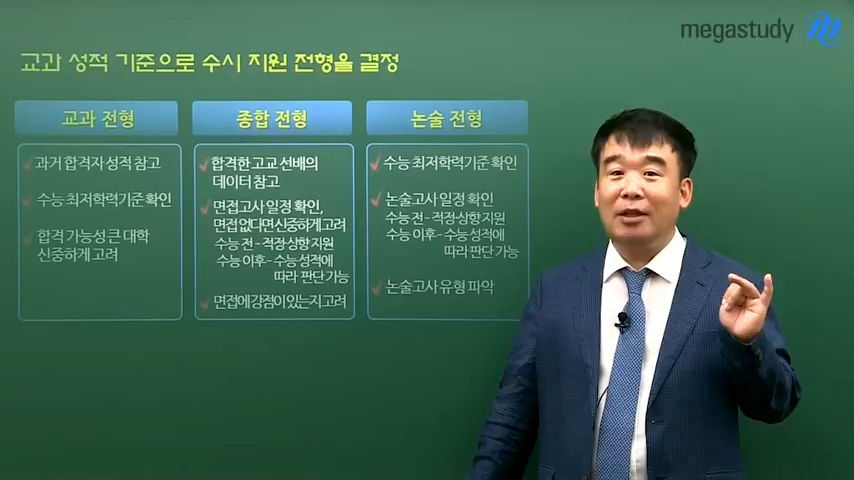 megastudy
교과 성적 기준으로 수시 지원 전형을 결정
교과 전형
과거 합격자 성적 참고
수능 최저학력기준 확인
합격 가능성 큰 대학
신중하게 고려
종합 전형
합격한 고교 선배의
데이터 참고
면접고사 일정 확인,
면접 없다면 신중하게 고려
수능 전 - 적정·상향 지원
수능 이후 - 수능 성적에
따라 판단 가능
면접에 강점이 있는지 고려
논술 전형
수능 최저학력기준 확인
논술고사 일정 확인
수능 전 - 적정·상향 지원
수능 이후 - 수능 성적에
따라 판단 가능
논술고사 유형 파악